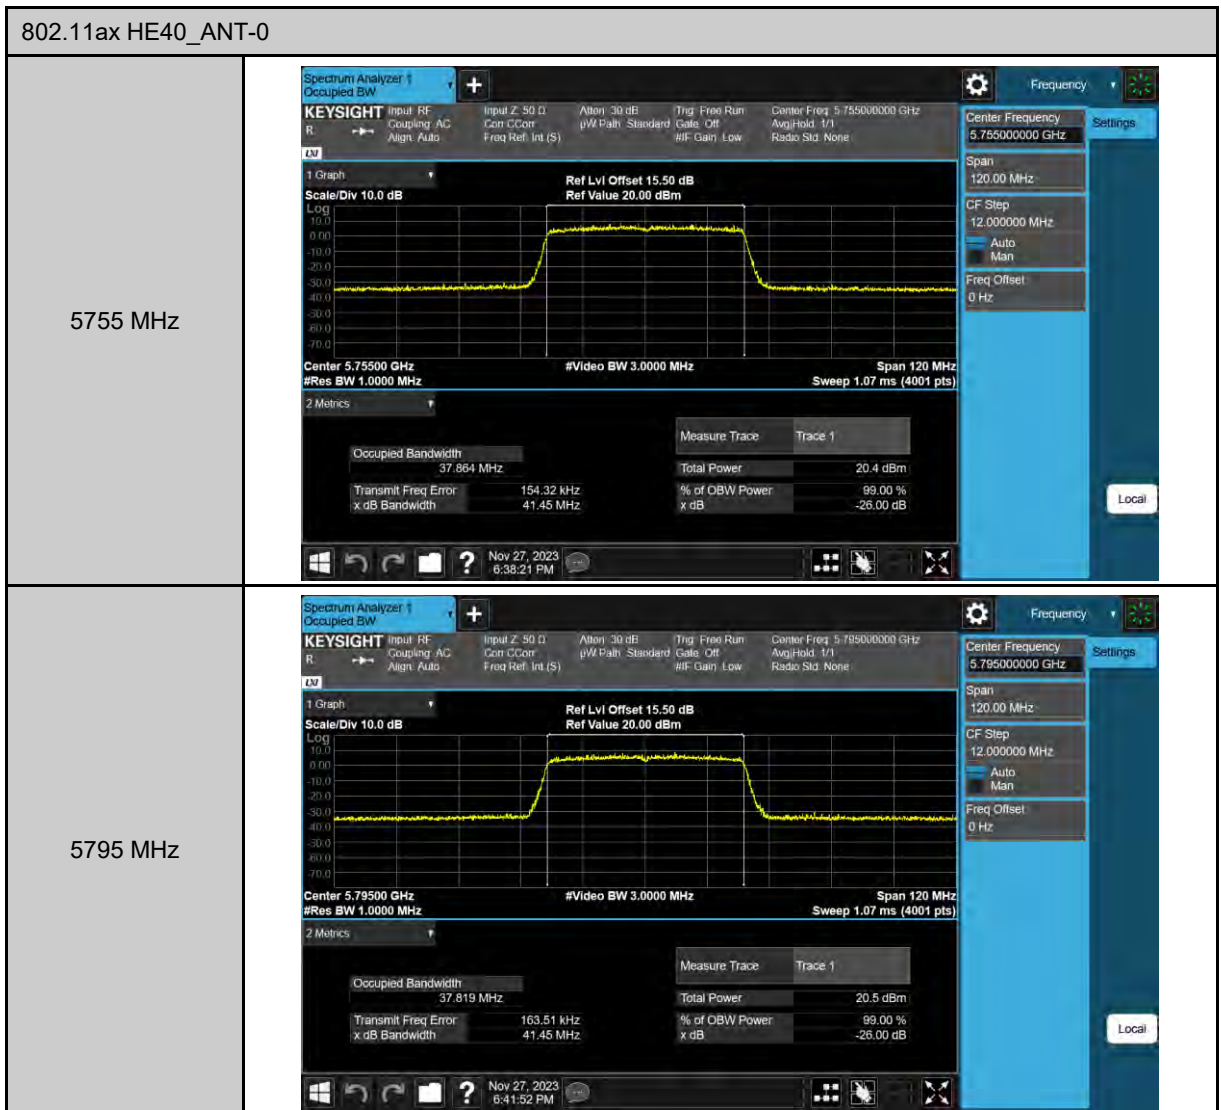 802.11ax HE40_ANT-0
5755 MHz
Spectrum Analyzer 1
Occupied BW
Frequency
KEYSIGHT Input: RF Input Z: 50 Ω Atten: 30 dB Trig: Free Run Center Freq: 5.755000000 GHz
R Coupling: AC Corr CCorr µW Path: Standard Gate: Off Avg|Hold: 1/1
Align: Auto Freq Ref: Int (S) #IF Gain: Low Radio Std: None
LXI
Center Frequency
5.755000000 GHz
Settings
Span
120.00 MHz
CF Step
12.000000 MHz
Auto
Man
Freq Offset
0 Hz
1 Graph
Ref Lvl Offset 15.50 dB
Scale/Div 10.0 dB Ref Value 20.00 dBm
Log
10.0
0.00
-10.0
-20.0
-30.0
-40.0
-50.0
-60.0
-70.0
Center 5.75500 GHz #Video BW 3.0000 MHz Span 120 MHz
#Res BW 1.0000 MHz Sweep 1.07 ms (4001 pts)
2 Metrics
Measure Trace Trace 1
Occupied Bandwidth
37.864 MHz Total Power 20.4 dBm
Transmit Freq Error 154.32 kHz % of OBW Power 99.00 %
x dB Bandwidth 41.45 MHz x dB -26.00 dB
Local
Nov 27, 2023
6:38:21 PM
5795 MHz
Spectrum Analyzer 1
Occupied BW
Frequency
KEYSIGHT Input: RF Input Z: 50 Ω Atten: 30 dB Trig: Free Run Center Freq: 5.795000000 GHz
R Coupling: AC Corr CCorr µW Path: Standard Gate: Off Avg|Hold: 1/1
Align: Auto Freq Ref: Int (S) #IF Gain: Low Radio Std: None
LXI
Center Frequency
5.795000000 GHz
Settings
Span
120.00 MHz
CF Step
12.000000 MHz
Auto
Man
Freq Offset
0 Hz
1 Graph
Ref Lvl Offset 15.50 dB
Scale/Div 10.0 dB Ref Value 20.00 dBm
Log
10.0
0.00
-10.0
-20.0
-30.0
-40.0
-50.0
-60.0
-70.0
Center 5.79500 GHz #Video BW 3.0000 MHz Span 120 MHz
#Res BW 1.0000 MHz Sweep 1.07 ms (4001 pts)
2 Metrics
Measure Trace Trace 1
Occupied Bandwidth
37.819 MHz Total Power 20.5 dBm
Transmit Freq Error 163.51 kHz % of OBW Power 99.00 %
x dB Bandwidth 41.45 MHz x dB -26.00 dB
Local
Nov 27, 2023
6:41:52 PM